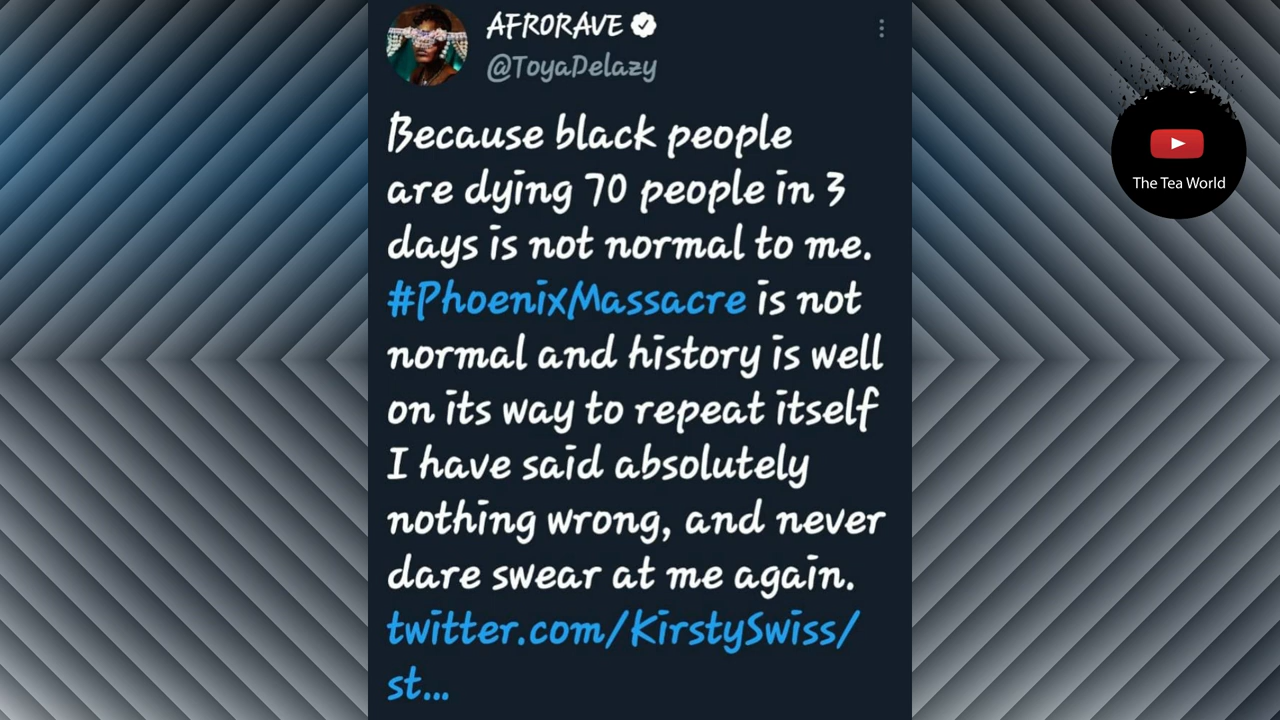 AFRORAVE
@ToyaDelazy
Because black people
are dying 70 people in 3
days is not normal to me.
#PhoenixMassacre is not
normal and history is well
on its way to repeat itself
I have said absolutely
nothing wrong, and never
dare swear at me again.
twitter.com/KirstySwiss/
st...
The Tea World